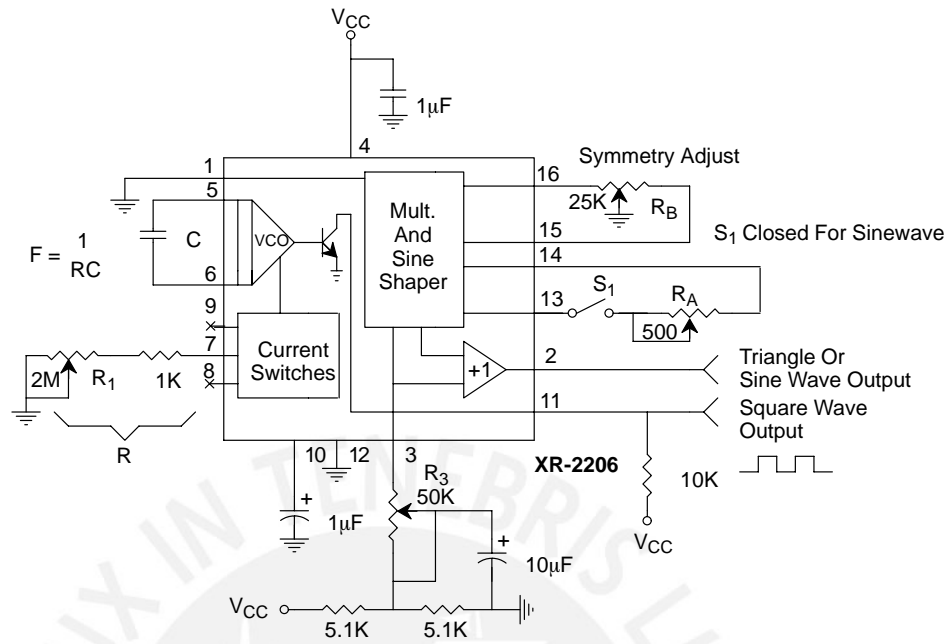 VCC
1μF
4
1
16
Symmetry Adjust
5
25K
RB
Mult.
And
Sine
Shaper
VCO
C
15
S1 Closed For Sinewave
F = 1
RC
14
6
13
S1
RA
500
9
7
Current
Switches
2M
R1
1K
8
+1
2
Triangle Or
Sine Wave Output
11
Square Wave
Output
R
10
12
3
XR-2206
R3
50K
10K
+
1μF
+
10μF
VCC
VCC
5.1K
5.1K
X IN TENEBRIS L